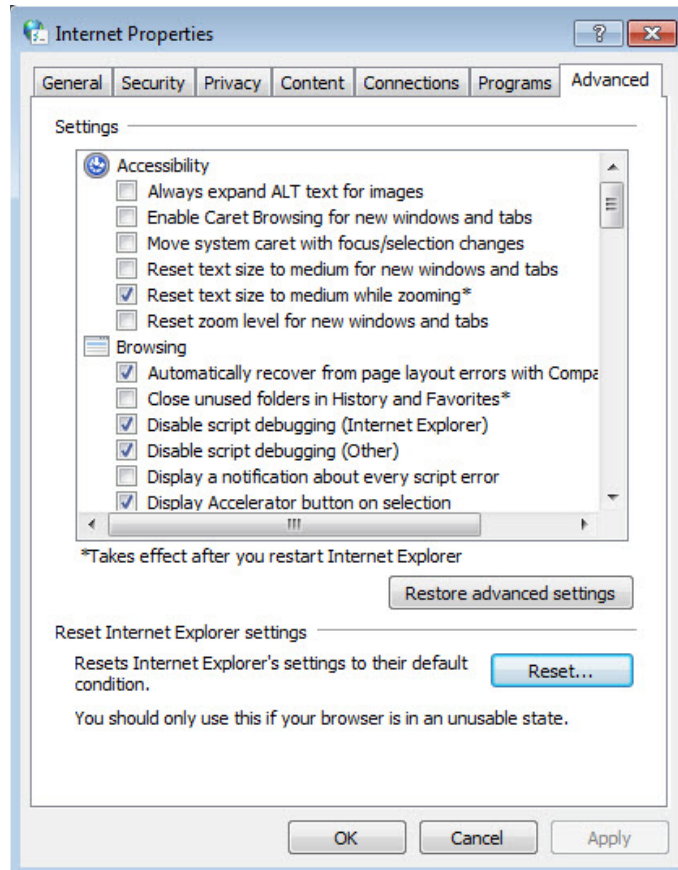 Internet Properties
General Security Privacy Content Connections Programs Advanced
Settings
Accessibility
Always expand ALT text for images
Enable Caret Browsing for new windows and tabs
Move system caret with focus/selection changes
Reset text size to medium for new windows and tabs
Reset text size to medium while zooming*
Reset zoom level for new windows and tabs
Browsing
Automatically recover from page layout errors with Compa
Close unused folders in History and Favorites*
Disable script debugging (Internet Explorer)
Disable script debugging (Other)
Display a notification about every script error
Display Accelerator button on selection
*Takes effect after you restart Internet Explorer
Restore advanced settings
Reset Internet Explorer settings
Resets Internet Explorer's settings to their default
condition.
Reset...
You should only use this if your browser is in an unusable state.
OK Cancel Apply